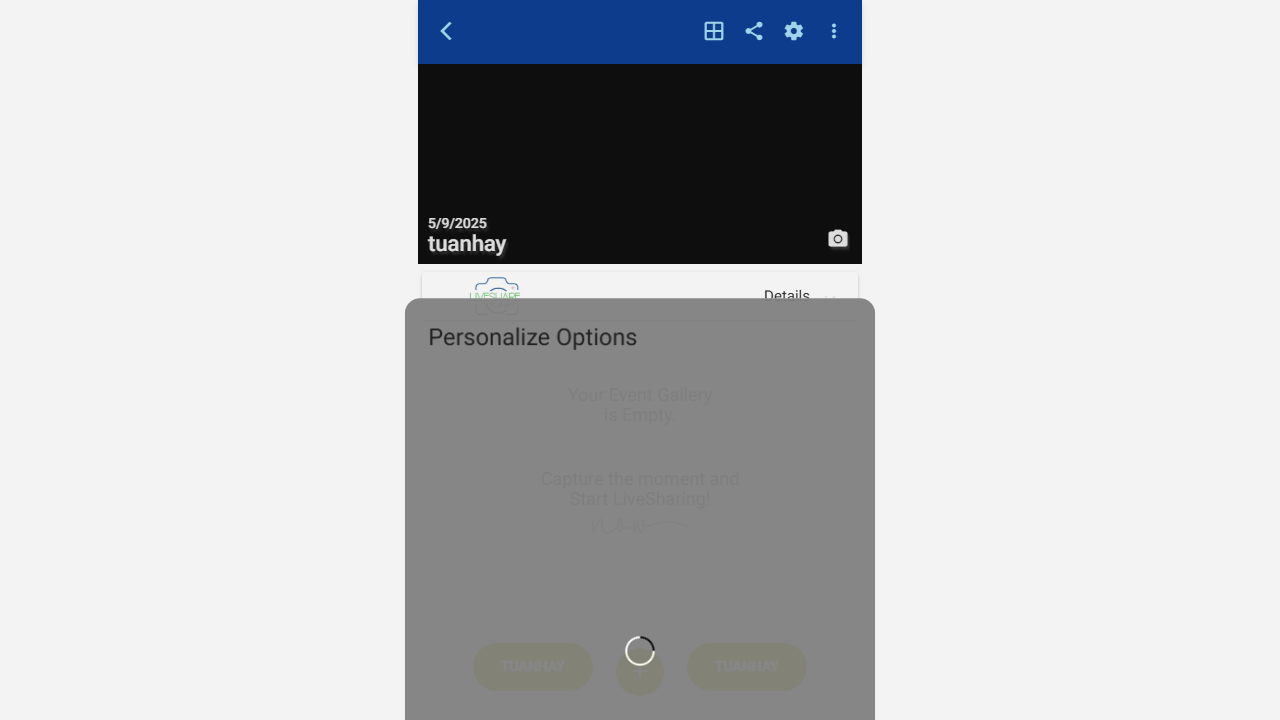 5/9/2025
tuanhay
LIVESHARE
Details
Personalize Options
Your Event Gallery
is Empty.
Capture the moment and
Start LiveSharing!
TUANHAY
TUANHAY